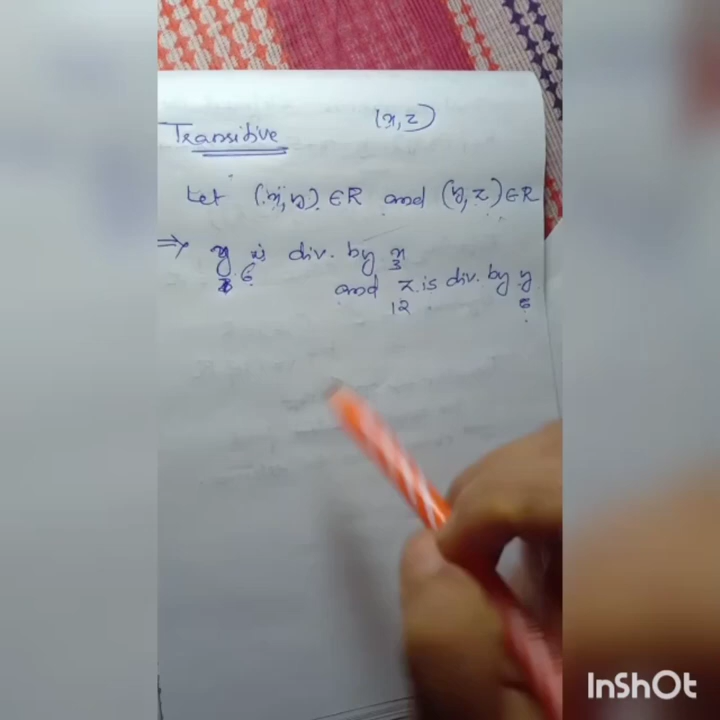 Transitive (x, z)
Let (x, y) ∈ R and (y, z) ∈ R
⇒ y is div. by x
6 3
and z is div. by y
12 6
InShOt